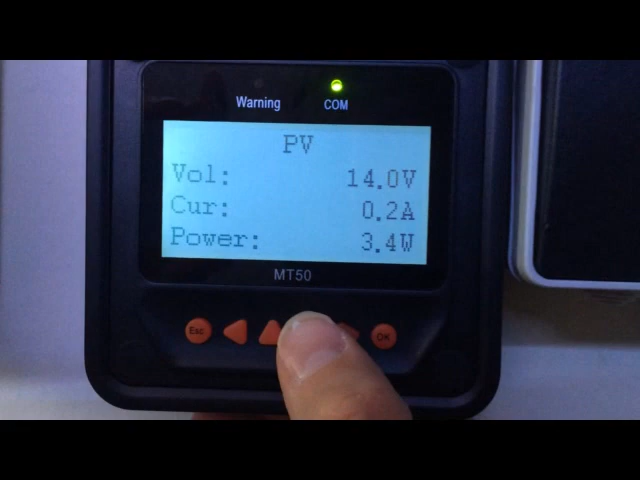 Warning COM
PV
Vol: 14.0V
Cur: 0.2A
Power: 3.4W
MT50
Esc OK